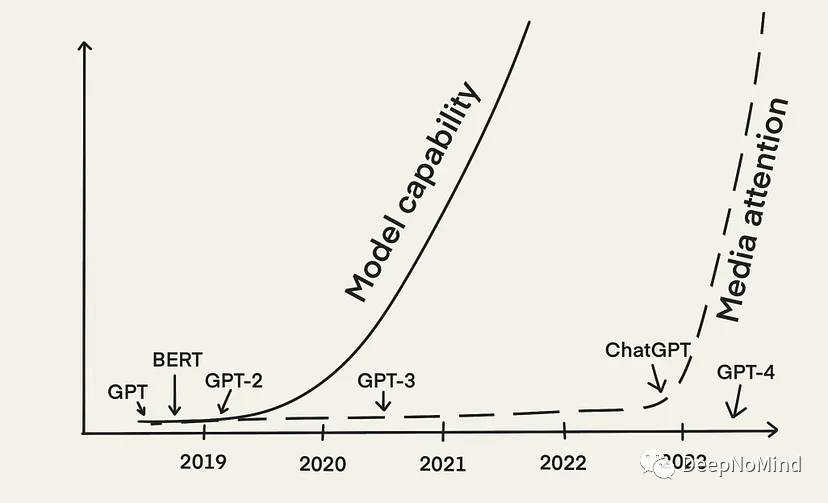 Model capability
Media attention
BERT
GPT
GPT-2
GPT-3
ChatGPT
GPT-4
2019
2020
2021
2022
2023
DeepNoMind